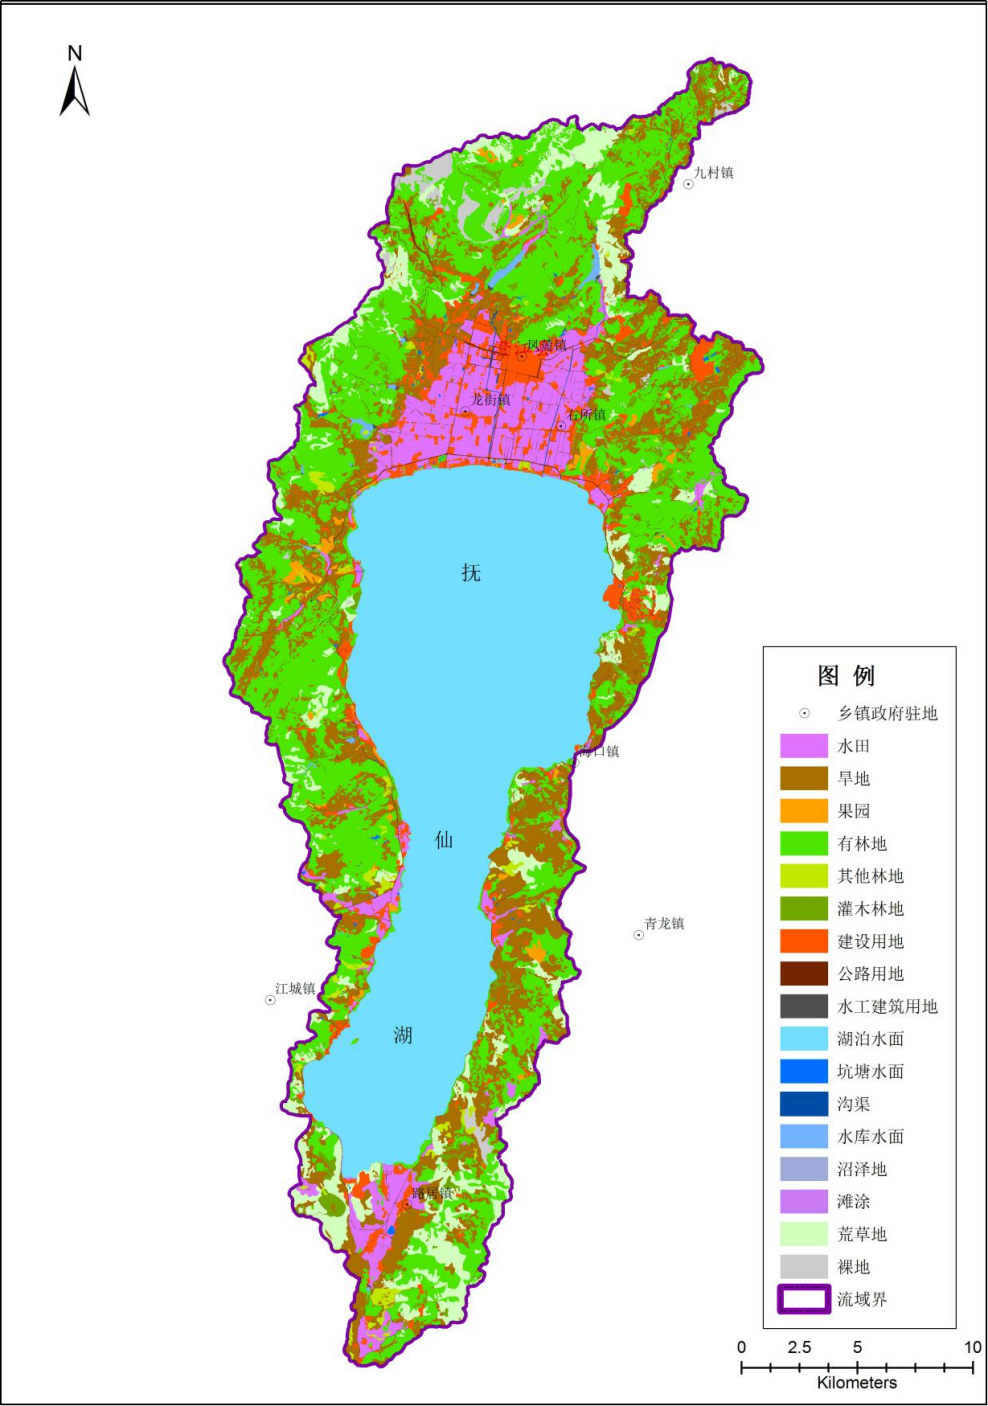 N
九村镇
凤麓镇
龙街镇
右所镇
抚
海口镇
仙
青龙镇
江城镇
湖
路居镇
图 例
乡镇政府驻地
水田
旱地
果园
有林地
其他林地
灌木林地
建设用地
公路用地
水工建筑用地
湖泊水面
坑塘水面
沟渠
水库水面
沼泽地
滩涂
荒草地
裸地
流域界
0 2.5 5 10
Kilometers